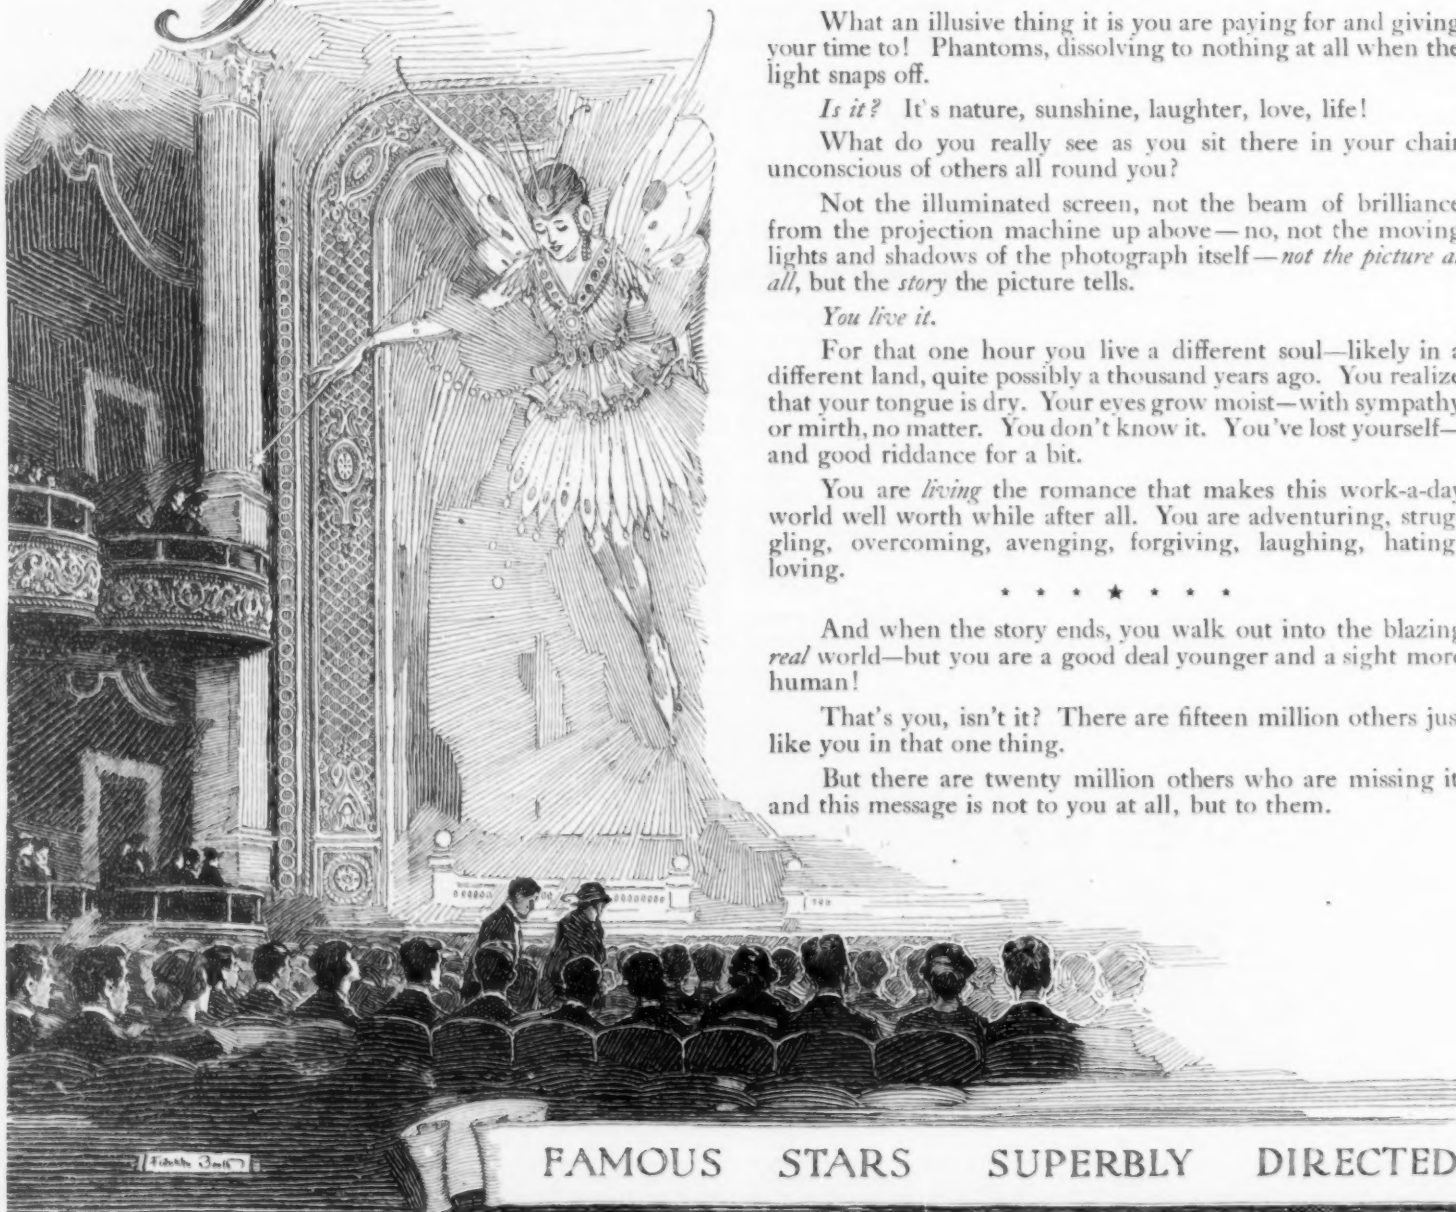 What an illusive thing it is you are paying for and giving
your time to! Phantoms, dissolving to nothing at all when the
light snaps off.
Is it? It's nature, sunshine, laughter, love, life!
What do you really see as you sit there in your chair
unconscious of others all round you?
Not the illuminated screen, not the beam of brilliance
from the projection machine up above—no, not the moving
lights and shadows of the photograph itself—not the picture at
all, but the story the picture tells.
You live it.
For that one hour you live a different soul—likely in a
different land, quite possibly a thousand years ago. You realize
that your tongue is dry. Your eyes grow moist—with sympathy
or mirth, no matter. You don't know it. You've lost yourself—
and good riddance for a bit.
You are living the romance that makes this work-a-day
world well worth while after all. You are adventuring, strug-
gling, overcoming, avenging, forgiving, laughing, hating,
loving.
And when the story ends, you walk out into the blazing
real world—but you are a good deal younger and a sight more
human!
That's you, isn't it? There are fifteen million others just
like you in that one thing.
But there are twenty million others who are missing it
and this message is not to you at all, but to them.
Franklin Booth
FAMOUS STARS SUPERBLY DIRECTED